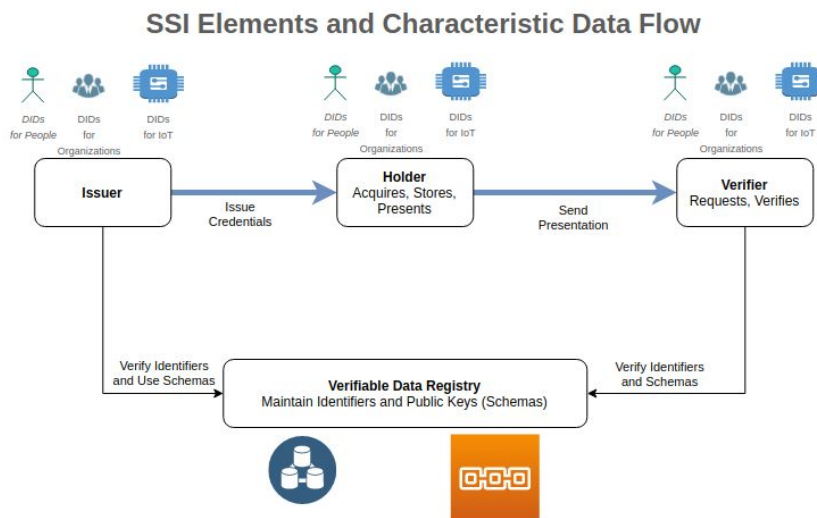 SSI Elements and Characteristic Data Flow
DIDs
for People
DIDs
for
Organizations
DIDs
for IoT
DIDs
for People
DIDs
for
Organizations
DIDs
for IoT
DIDs
for People
DIDs
for
Organizations
DIDs
for IoT
Issuer
Issue
Credentials
Holder
Acquires, Stores,
Presents
Send
Presentation
Verifier
Requests, Verifies
Verify Identifiers
and Use Schemas
Verifiable Data Registry
Maintain Identifiers and Public Keys (Schemas)
Verify Identifiers
and Schemas